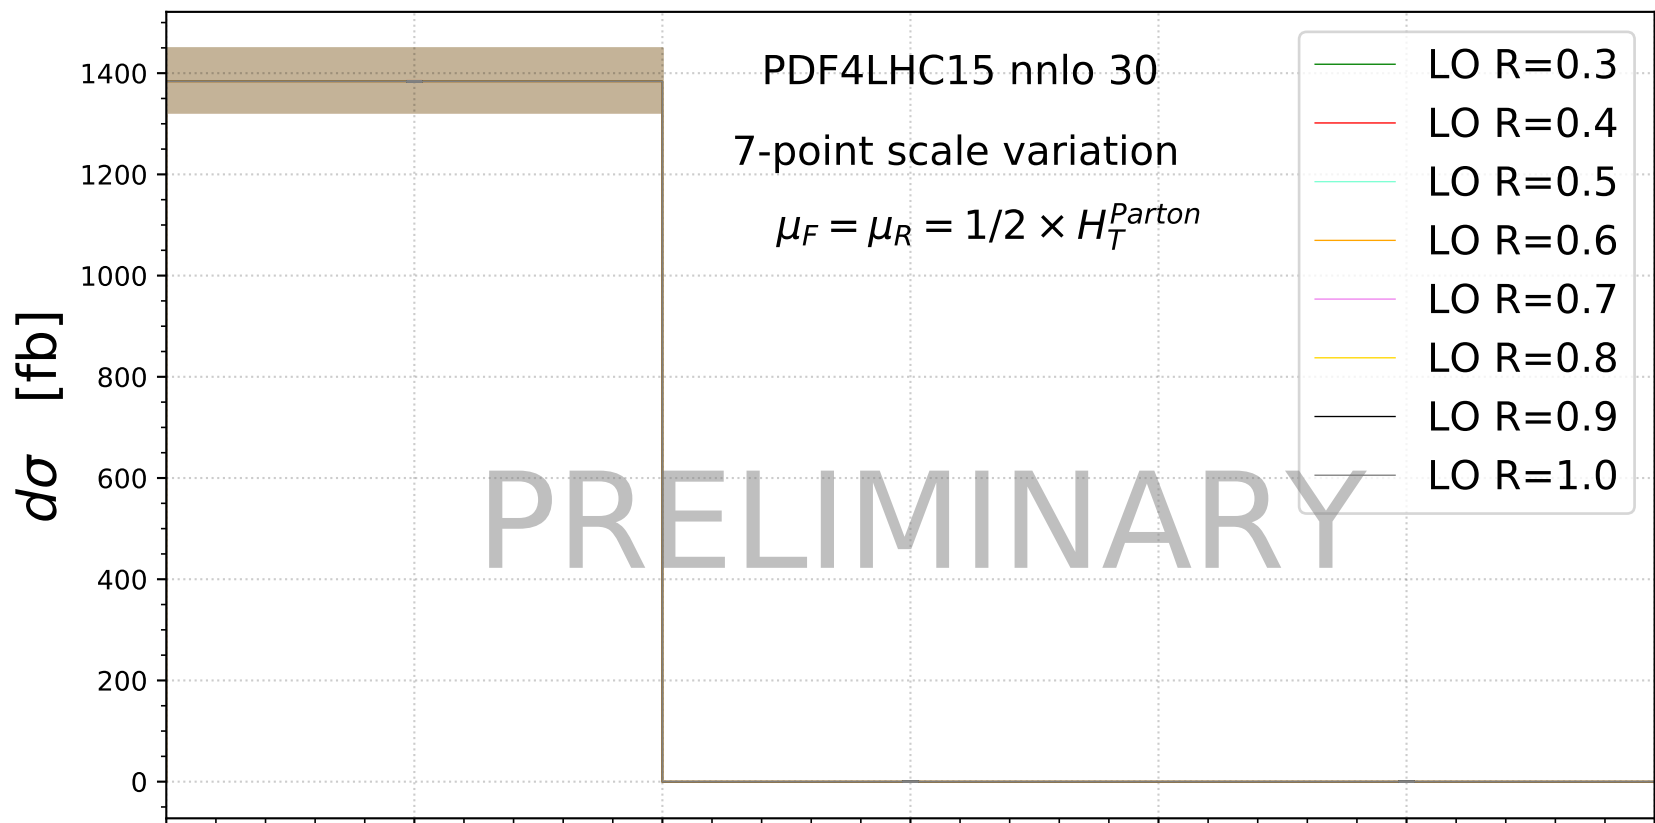 PDF4LHC15 nnlo 30
7-point scale variation
μ_F = μ_R = 1/2 × H_T^{Parton}
LO R=0.3
LO R=0.4
LO R=0.5
LO R=0.6
LO R=0.7
LO R=0.8
LO R=0.9
LO R=1.0
1400
1200
1000
800
600
400
200
0
dσ [fb]
PRELIMINARY